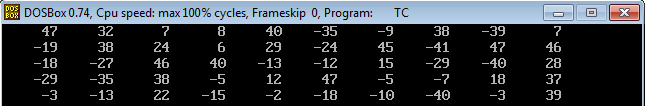 DOS BOX DOSBox 0.74, Cpu speed: max 100% cycles, Frameskip 0, Program: TC
47 32 7 8 40 -35 -9 38 -39 7
-19 38 24 6 29 -24 45 -41 47 46
-18 -27 46 40 -13 -12 15 -29 -40 28
-29 -35 38 -5 12 47 -5 -7 18 37
-3 -13 22 -15 -2 -18 -10 -40 -3 39